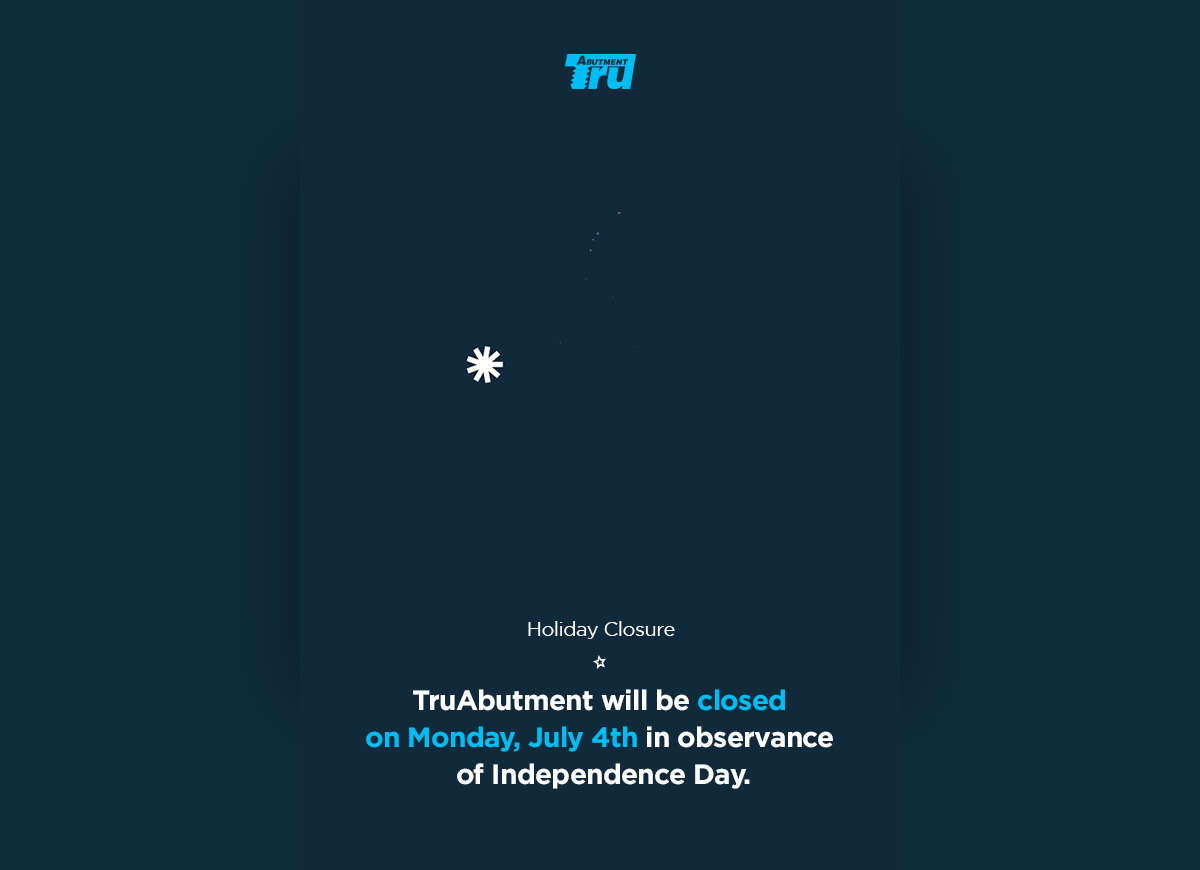 ABUTMENT
Tru
Holiday Closure
TruAbutment will be closed
on Monday, July 4th in observance
of Independence Day.